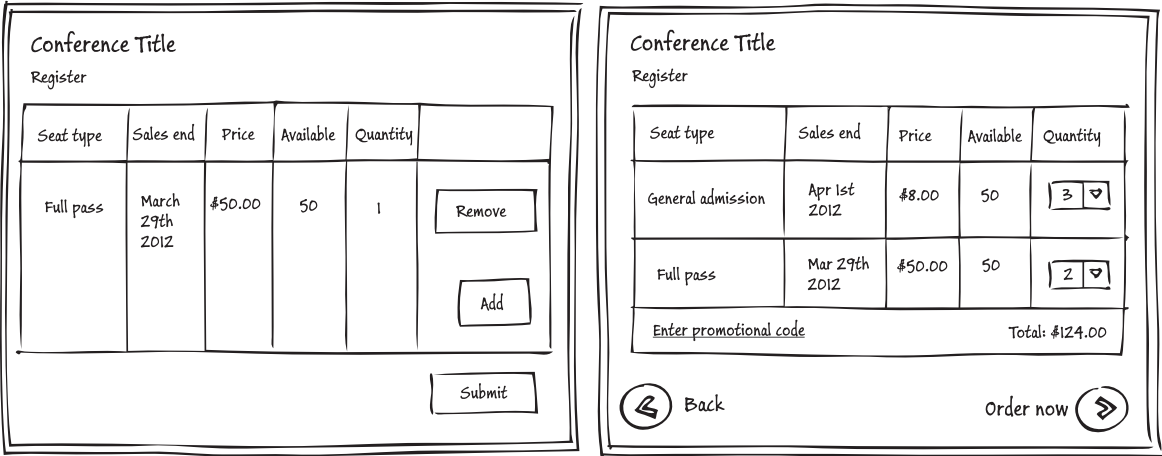 Conference Title
Register
Seat type Sales end Price Available Quantity
Full pass March 29th 2012 $50.00 50 1 Remove
Add
Submit
Conference Title
Register
Seat type Sales end Price Available Quantity
General admission Apr 1st 2012 $8.00 50 3
Full pass Mar 29th 2012 $50.00 50 2
Enter promotional code Total: $124.00
Back Order now